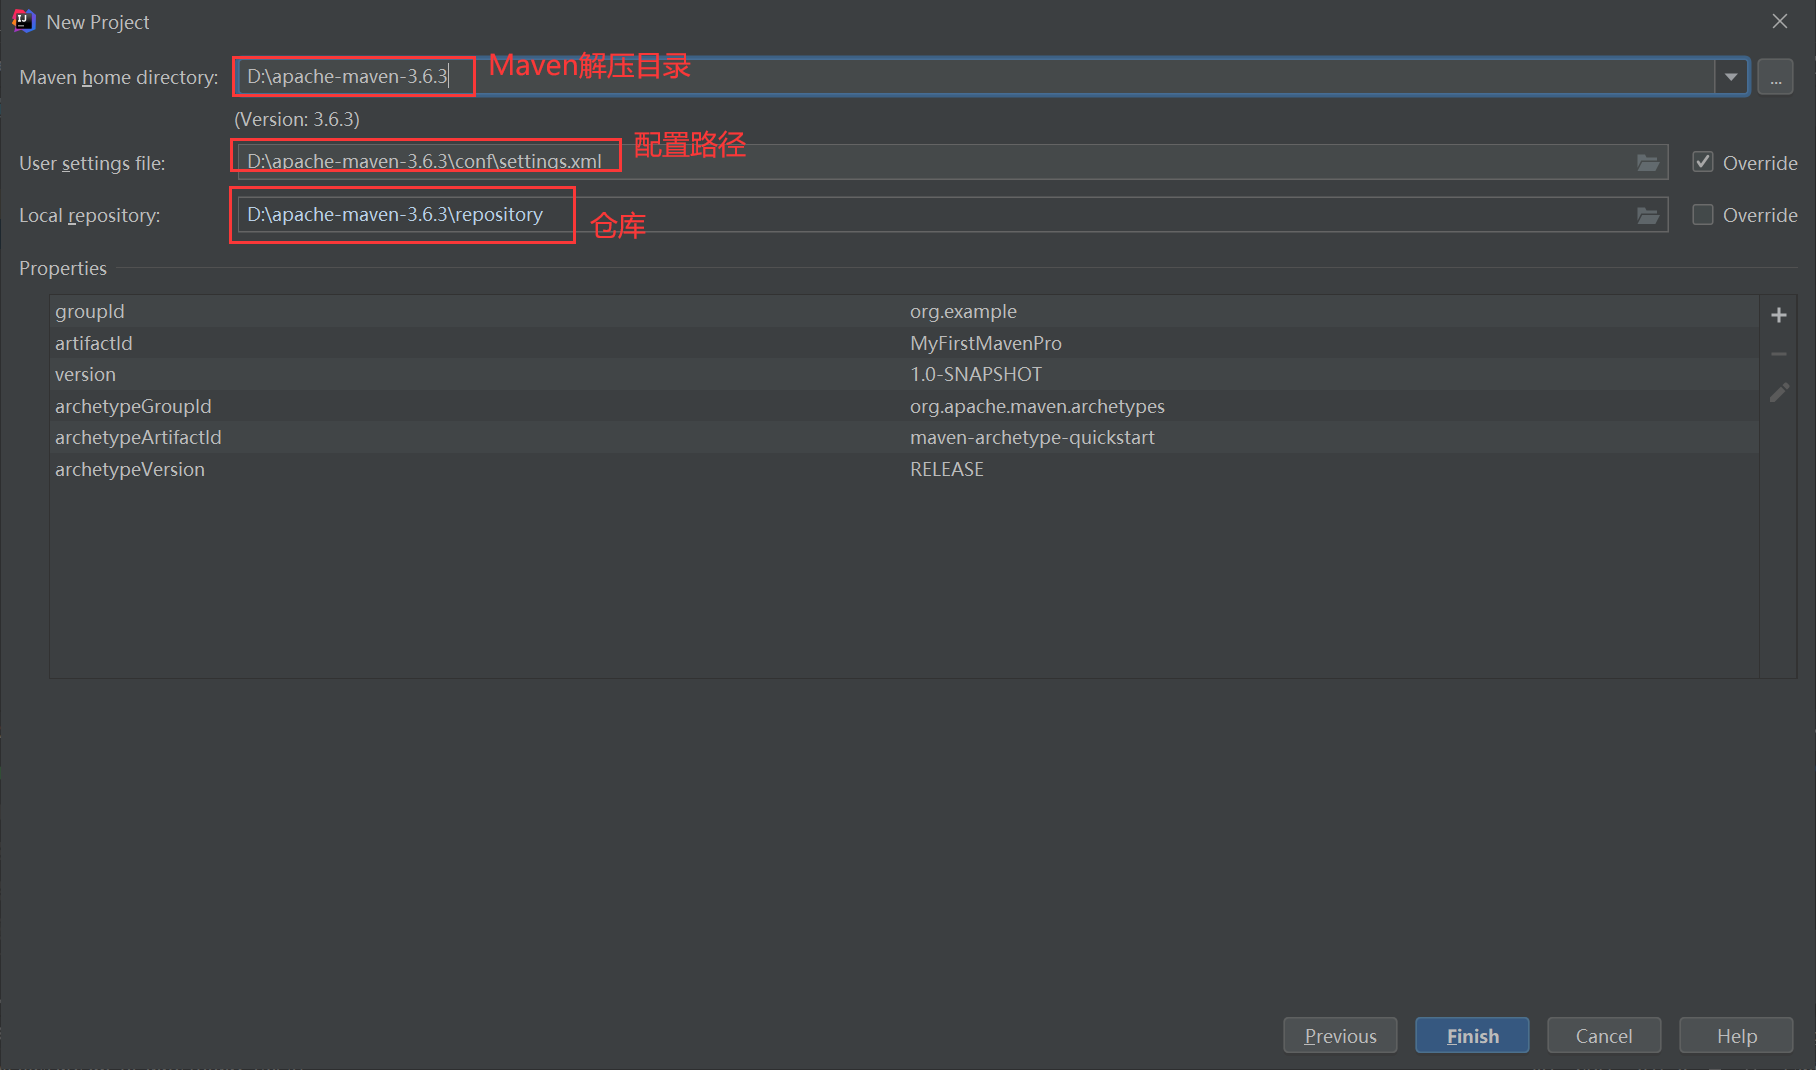 New Project
Maven home directory: D:\apache-maven-3.6.3 Maven解压目录 ...
(Version: 3.6.3)
User settings file: D:\apache-maven-3.6.3\conf\settings.xml 配置路径 Override
Local repository: D:\apache-maven-3.6.3\repository 仓库 Override
Properties
groupId org.example
artifactId MyFirstMavenPro
version 1.0-SNAPSHOT
archetypeGroupId org.apache.maven.archetypes
archetypeArtifactId maven-archetype-quickstart
archetypeVersion RELEASE
Previous Finish Cancel Help